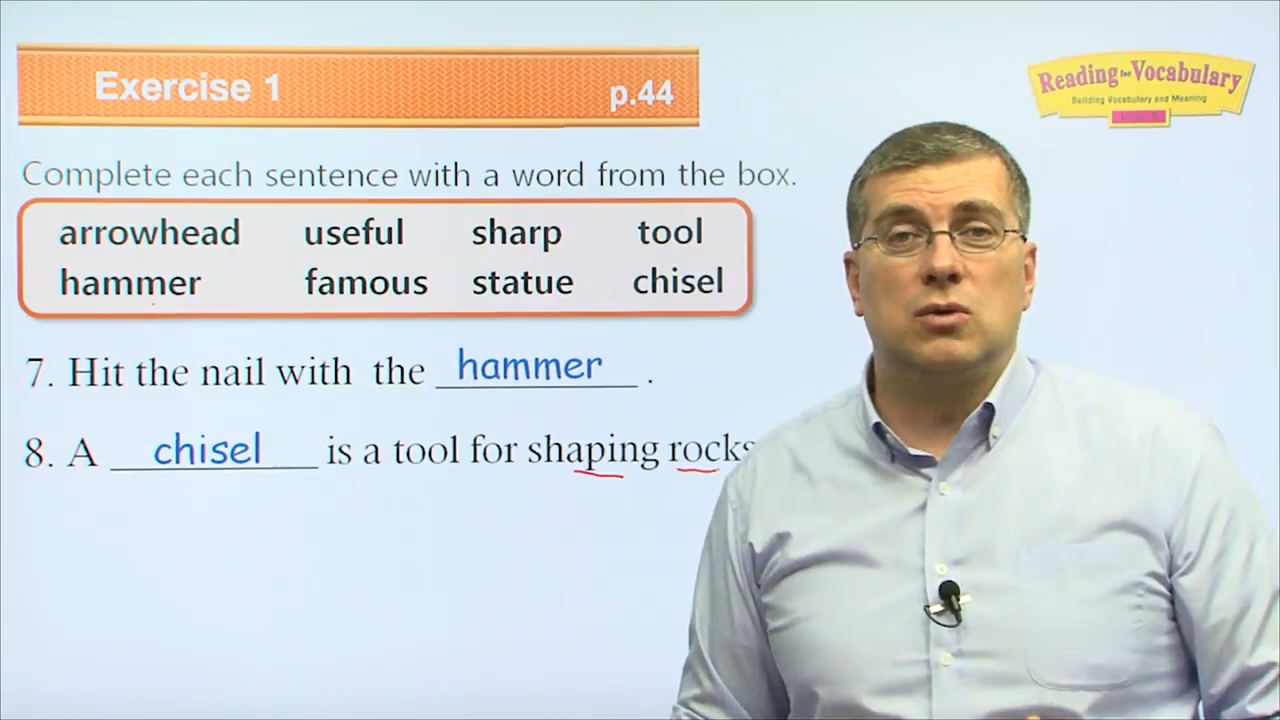 Exercise 1
p.44
Reading for Vocabulary
Building Vocabulary and Meaning
Complete each sentence with a word from the box.
arrowhead useful sharp tool
hammer famous statue chisel
7. Hit the nail with the hammer .
8. A chisel is a tool for shaping rocks